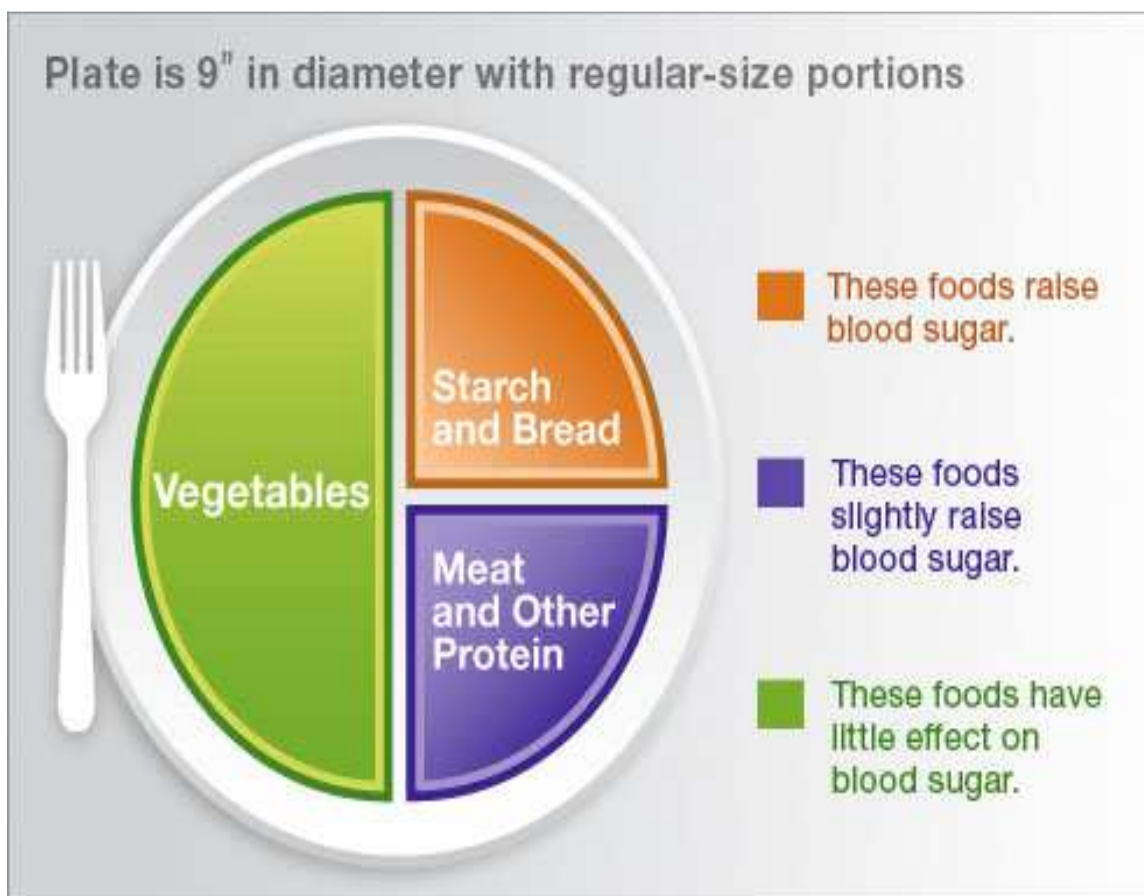 Plate is 9" in diameter with regular-size portions
Vegetables
Starch
and Bread
Meat
and Other
Protein
These foods raise
blood sugar.
These foods
slightly raise
blood sugar.
These foods have
little effect on
blood sugar.